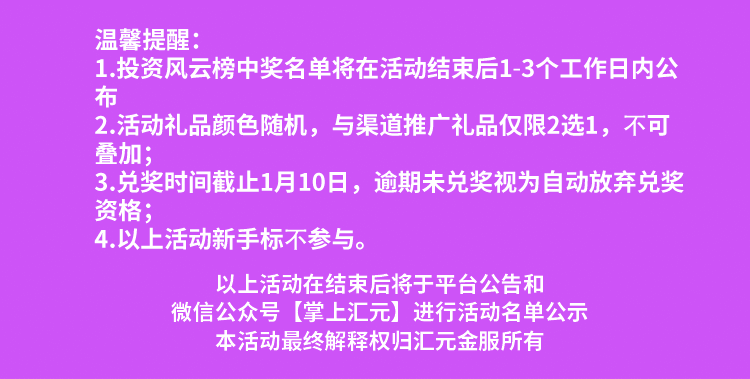 温馨提醒：
1.投资风云榜中奖名单将在活动结束后1-3个工作日内公
布
2.活动礼品颜色随机，与渠道推广礼品仅限2选1，不可
叠加；
3.兑奖时间截止1月10日，逾期未兑奖视为自动放弃兑奖
资格；
4.以上活动新手标不参与。
以上活动在结束后将于平台公告和
微信公众号【掌上汇元】进行活动名单公示
本活动最终解释权归汇元金服所有